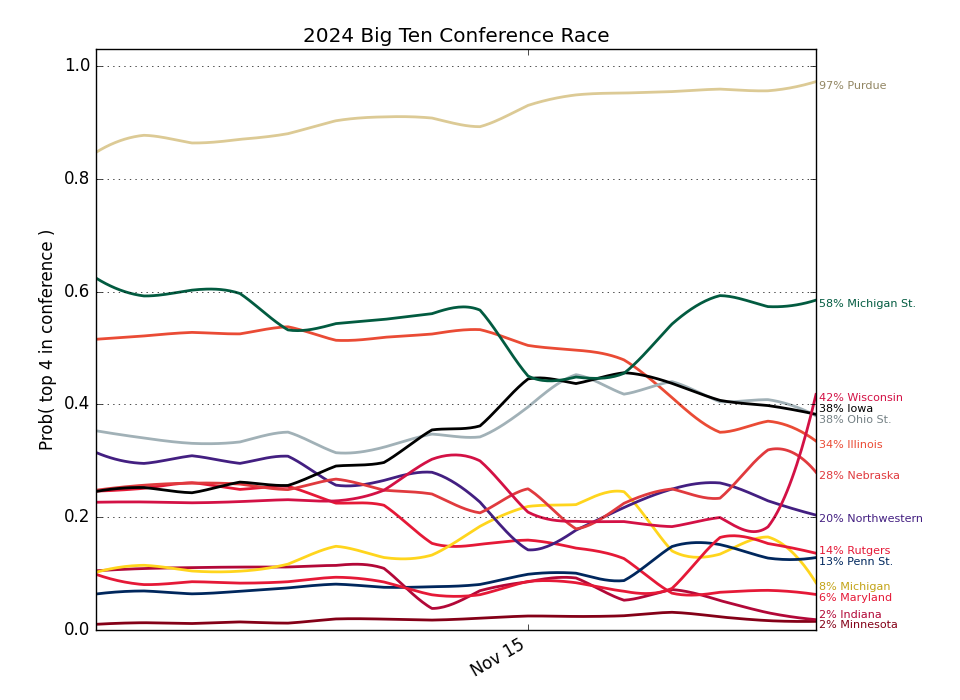 2024 Big Ten Conference Race
1.0
0.8
0.6
0.4
0.2
0.0
Prob( top 4 in conference )
Nov 15
97% Purdue
58% Michigan St.
42% Wisconsin
38% Iowa
38% Ohio St.
34% Illinois
28% Nebraska
20% Northwestern
14% Rutgers
13% Penn St.
8% Michigan
6% Maryland
2% Indiana
2% Minnesota